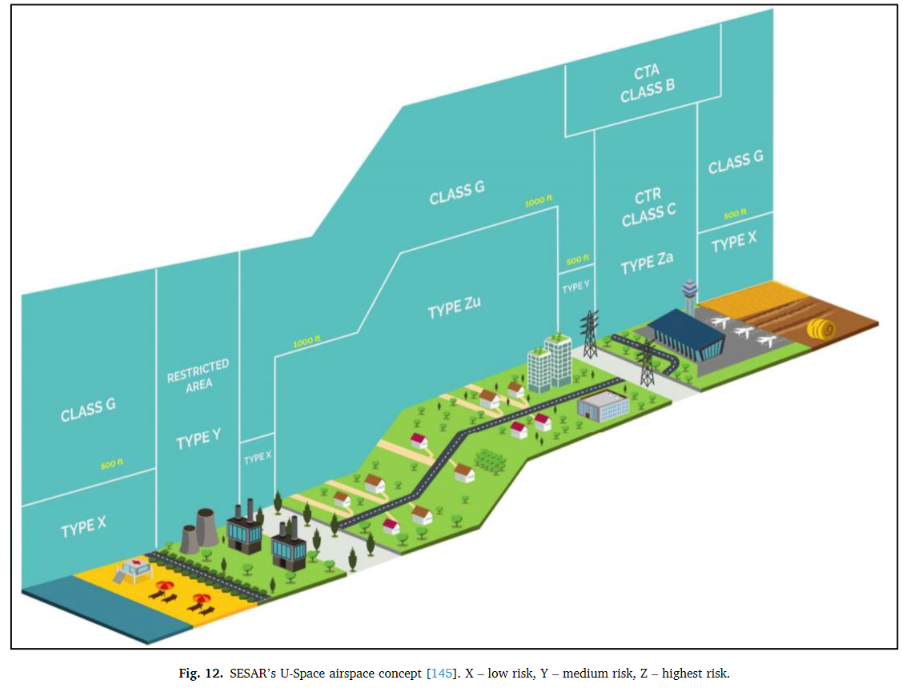 CTA
CLASS B
CLASS G
CLASS G
1000 ft
CTR
CLASS C
500 ft
TYPE X
500 ft
TYPE Y
TYPE Za
TYPE Zu
1000 ft
RESTRICTED
AREA
CLASS G
TYPE Y
TYPE X
500 ft
TYPE X
Fig. 12. SESAR's U-Space airspace concept [145]. X – low risk, Y – medium risk, Z – highest risk.